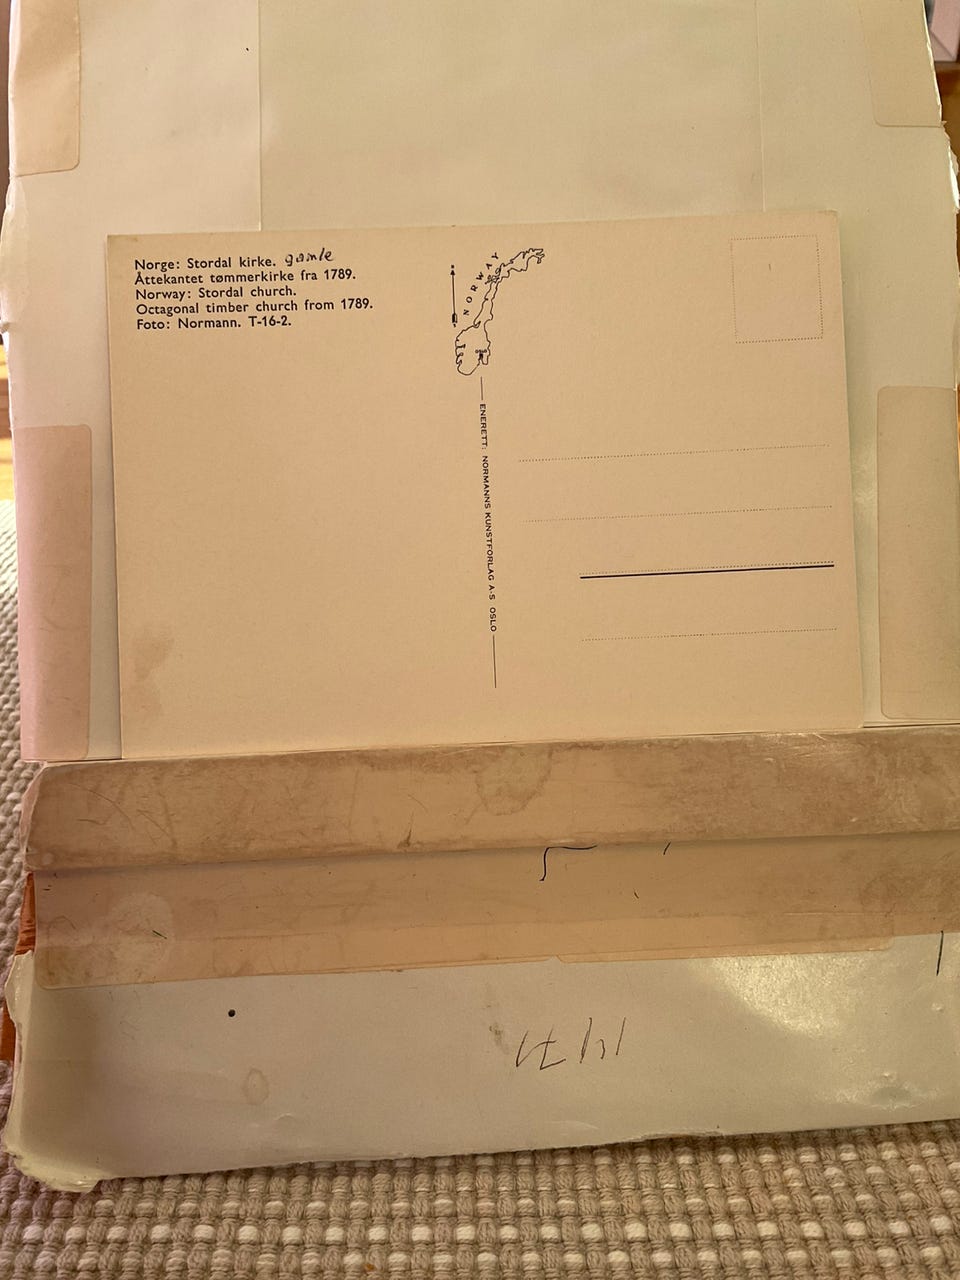 Norge: Stordal kirke. gamle
Åttekantet tømmerkirke fra 1789.
Norway: Stordal church.
Octagonal timber church from 1789.
Foto: Normann. T-16-2.
NORWAY
OSLO
ENERETT: NORMANNS KUNSTFORLAG A-S OSLO